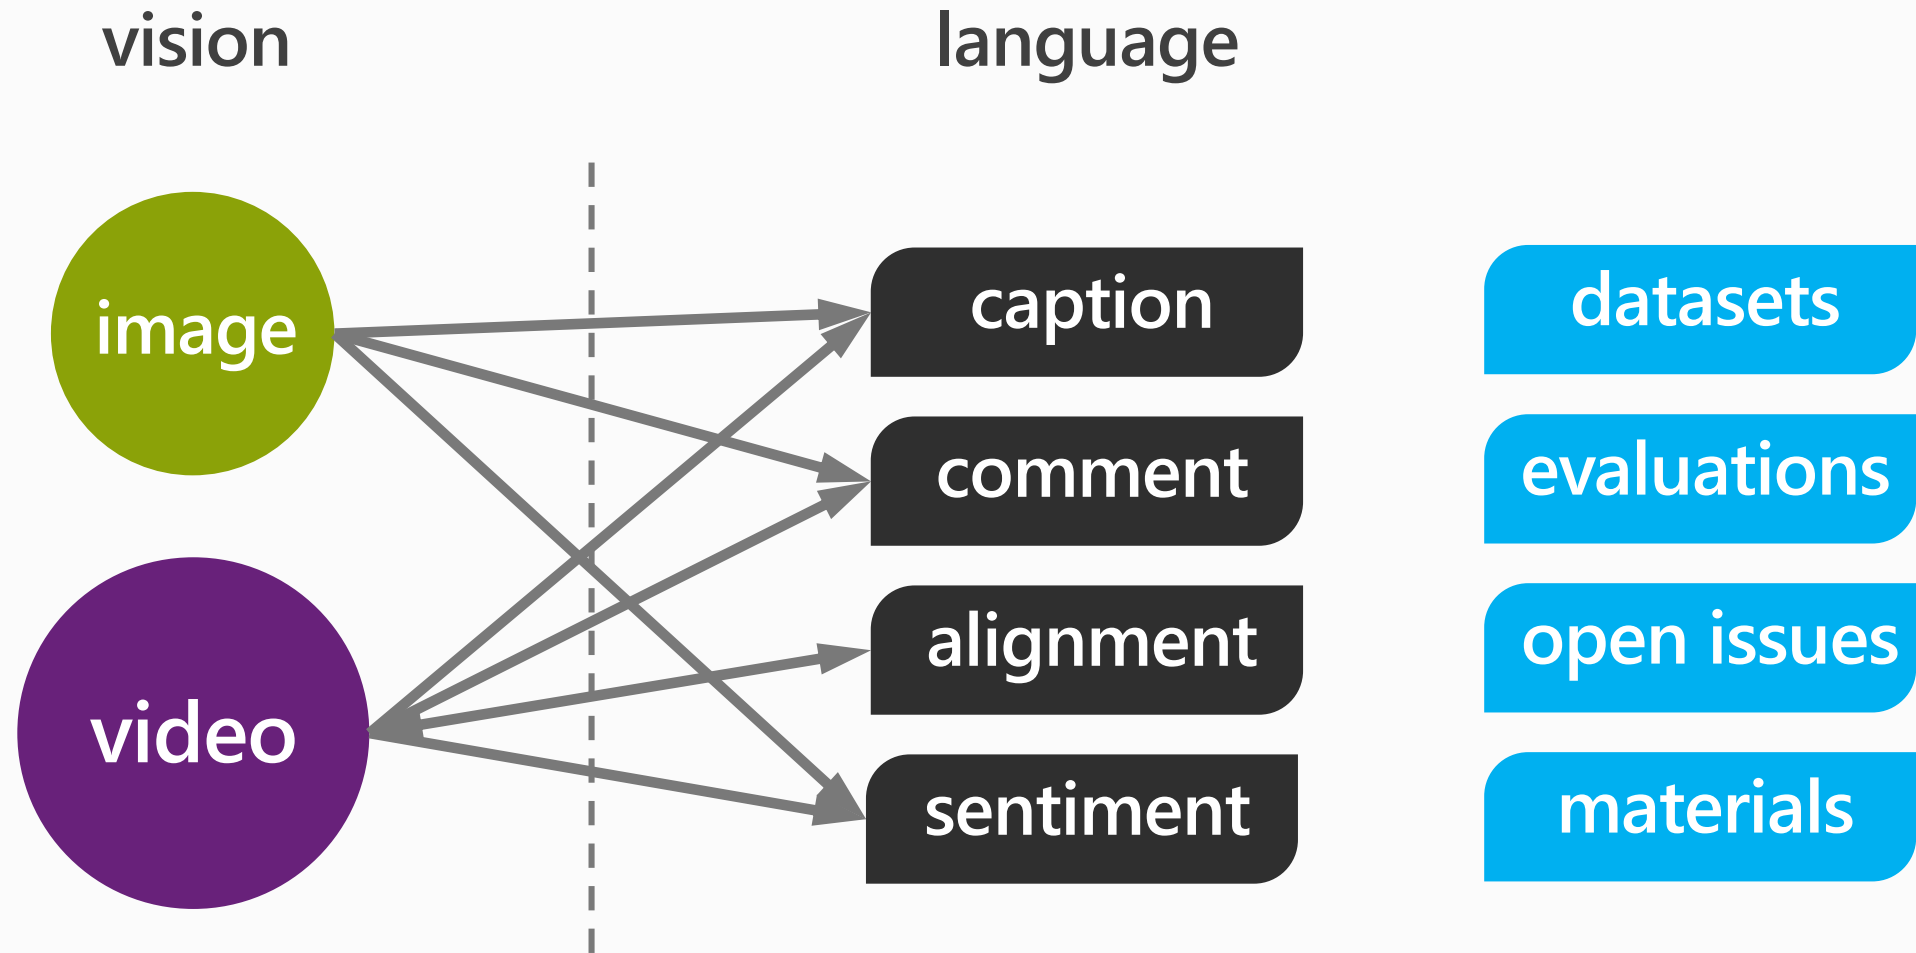 vision
language
image
video
caption
comment
alignment
sentiment
datasets
evaluations
open issues
materials